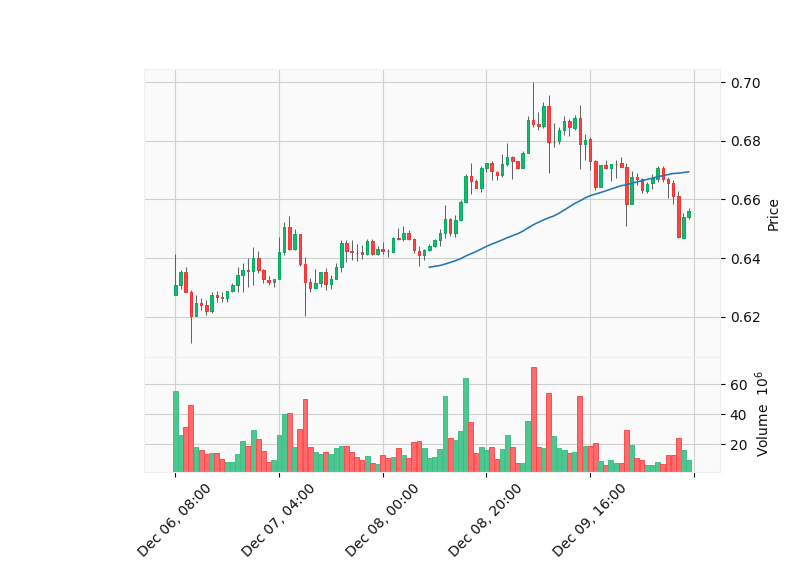 0.70
0.68
0.66
0.64
0.62
Price
60
40
20
Volume 10^6
Dec 06, 08:00
Dec 07, 04:00
Dec 08, 00:00
Dec 08, 20:00
Dec 09, 16:00